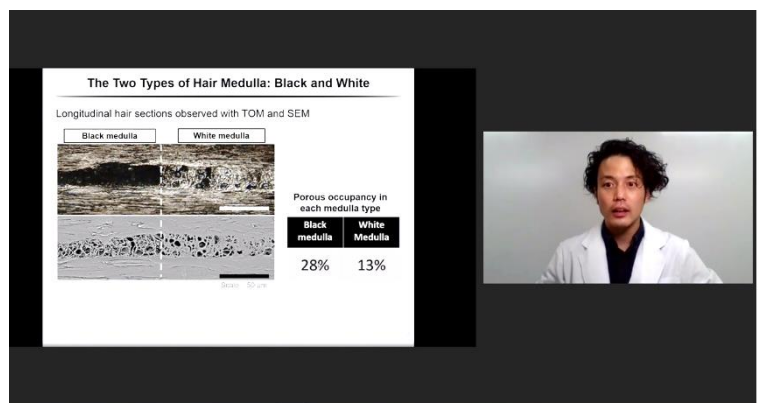 The Two Types of Hair Medulla: Black and White
Longitudinal hair sections observed with TOM and SEM
Black medulla
White medulla
Porous occupancy in
each medulla type
Black
medulla
White
Medulla
28%
13%